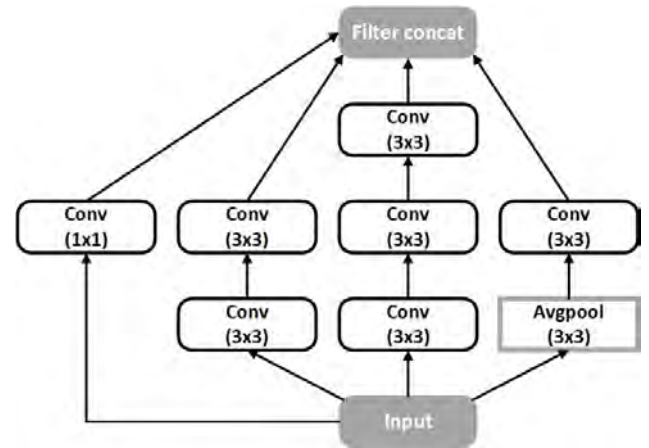 Filter concat
Conv
(3x3)
Conv
(1x1)
Conv
(3x3)
Conv
(3x3)
Conv
(3x3)
Conv
(3x3)
Conv
(3x3)
Avgpool
(3x3)
Input